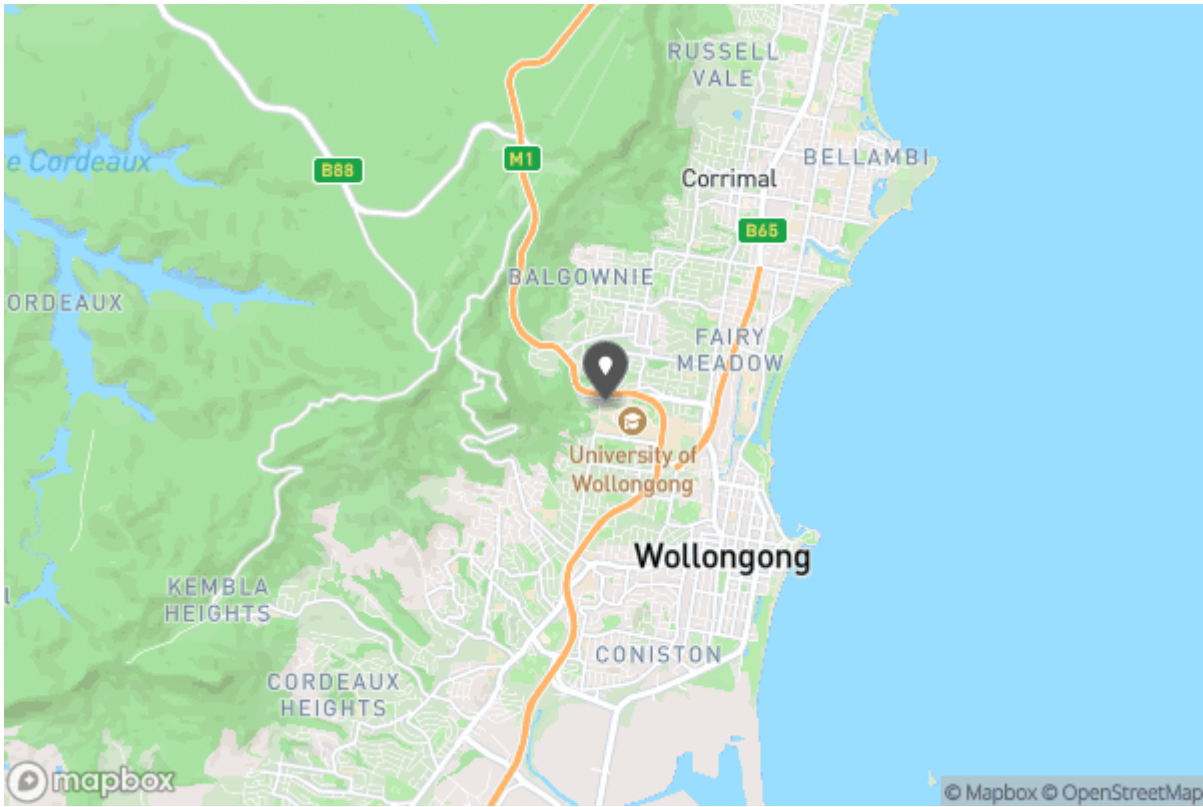 RUSSELL
VALE
e Cordeaux
B88
M1
BELLAMBI
Corrimal
B65
BALGOWNIE
ORDEAUX
FAIRY
MEADOW
University of
Wollongong
Wollongong
KEMBLA
HEIGHTS
CONISTON
CORDEAUX
HEIGHTS
mapbox
© Mapbox © OpenStreetMap